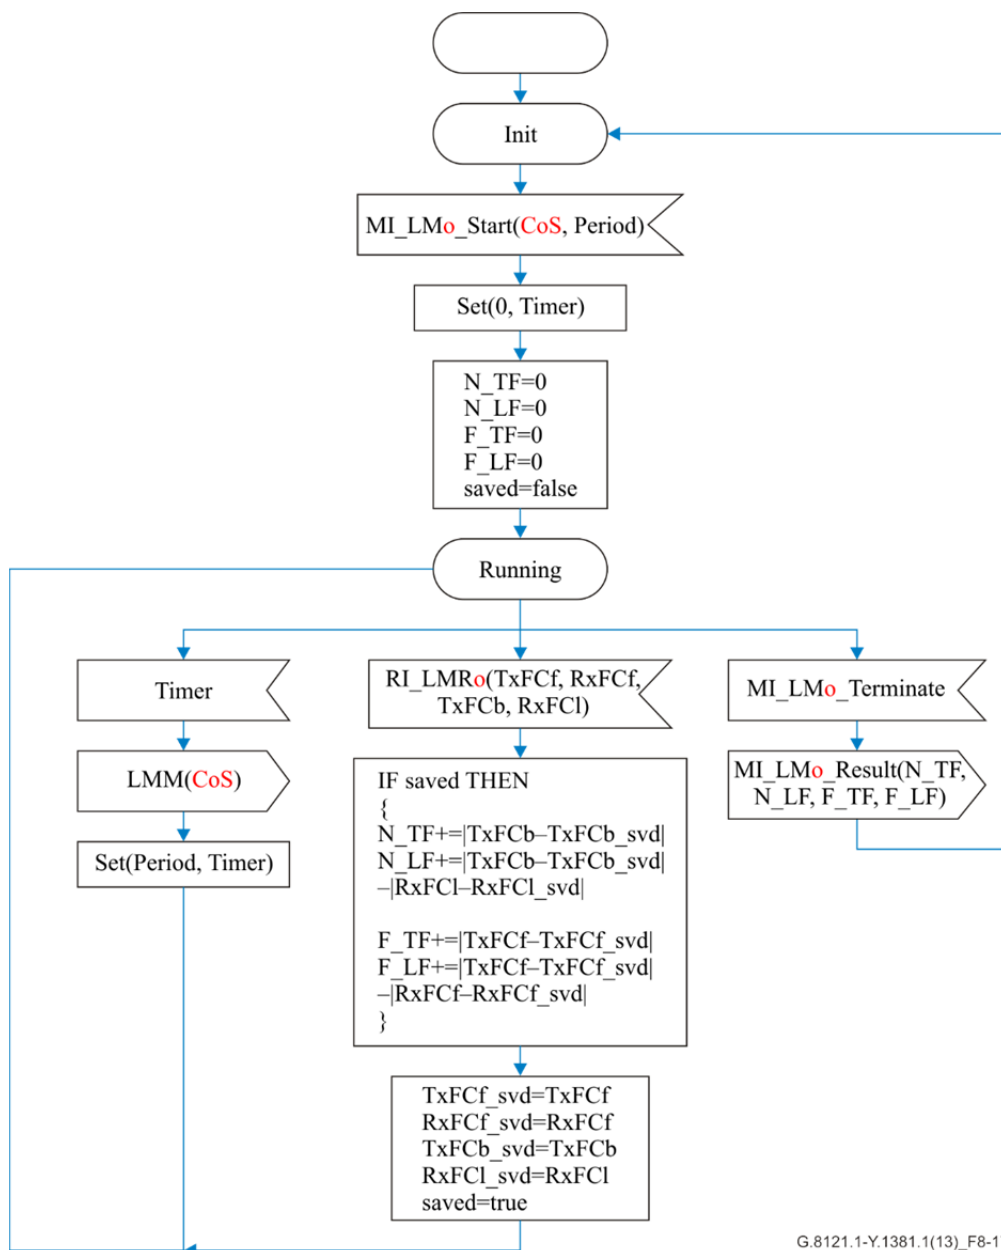 Init
MI_LMo_Start(CoS, Period)
Set(0, Timer)
N_TF=0
N_LF=0
F_TF=0
F_LF=0
saved=false
Running
Timer
LMM(CoS)
Set(Period, Timer)
RI_LMRo(TxFCf, RxFCf,
TxFCb, RxFCl)
IF saved THEN
{
N_TF+=|TxFCb–TxFCb_svd|
N_LF+=|TxFCb–TxFCb_svd|
–|RxFCl–RxFCl_svd|
F_TF+=|TxFCf–TxFCf_svd|
F_LF+=|TxFCf–TxFCf_svd|
–|RxFCf–RxFCf_svd|
}
TxFCf_svd=TxFCf
RxFCf_svd=RxFCf
TxFCb_svd=TxFCb
RxFCl_svd=RxFCl
saved=true
MI_LMo_Terminate
MI_LMo_Result(N_TF,
N_LF, F_TF, F_LF)
G.8121.1-Y.1381.1(13)_F8-1